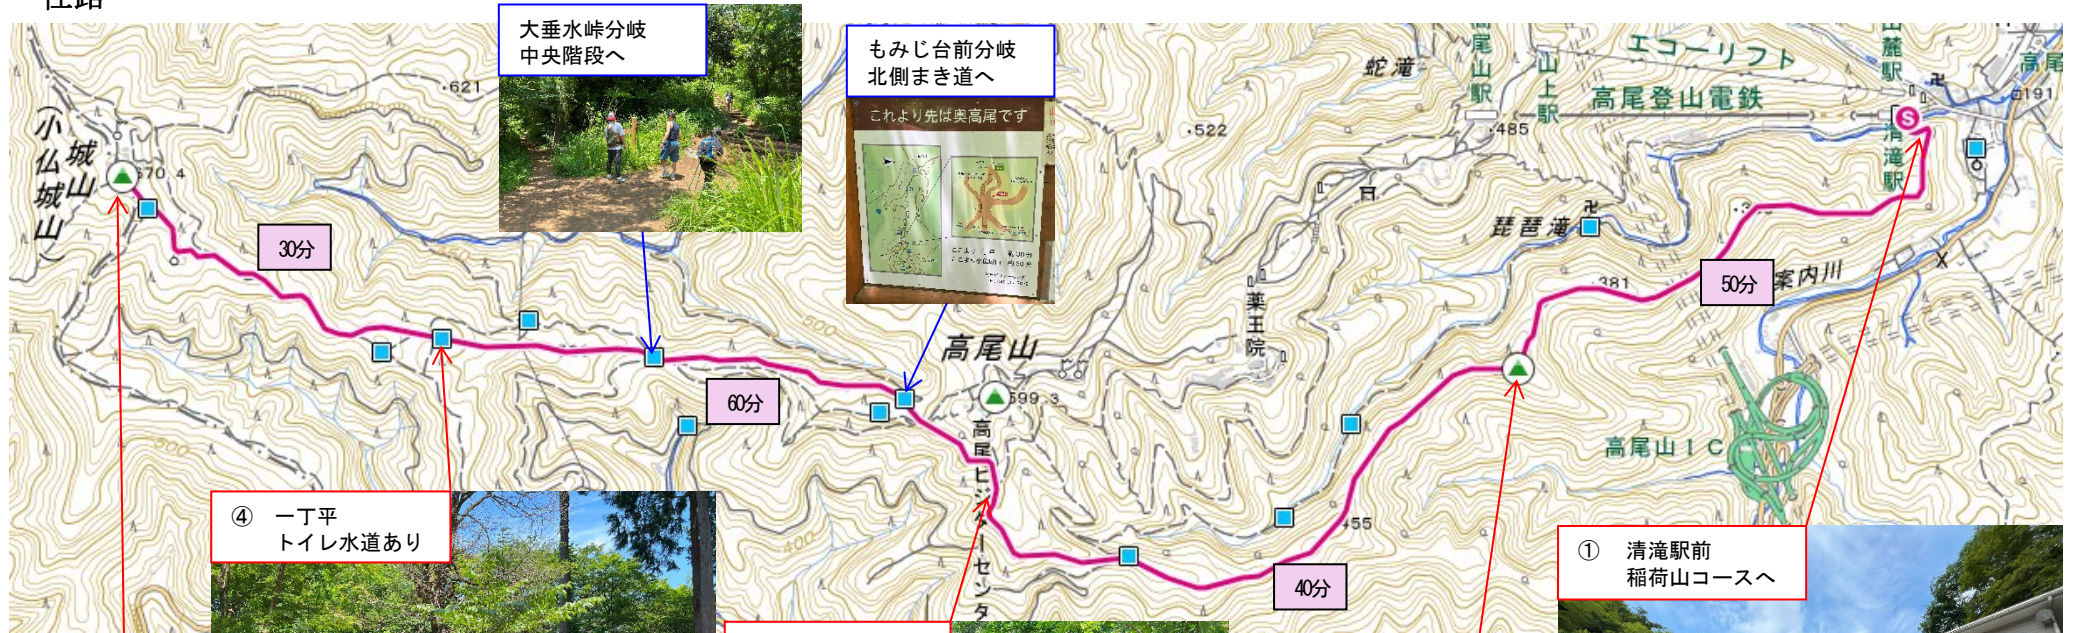 大垂水峠分岐
中央階段へ
もみじ台前分岐
北側まき道へ
これより先は奥高尾です
蛇滝
尾山駅
山上駅
エコーリフト
高尾登山電鉄
山麓駅
清滝駅
高尾
191
S
621
522
485
小仏城山
(城山)
670.4
30分
60分
500
高尾山
599.3
高尾ビジターセンタ
薬王院
琵琶滝
381
50分
案内川
高尾山IC
455
40分
400
500
④ 一丁平
トイレ水道あり
① 清滝駅前
稲荷山コースへ